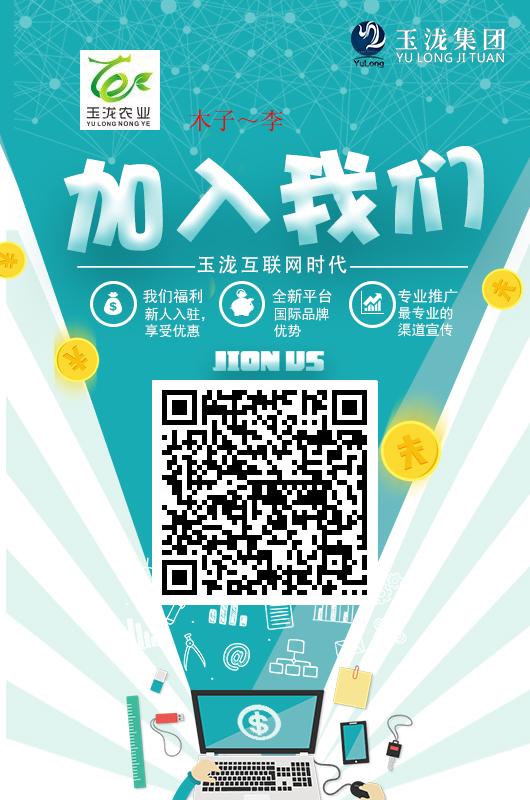 玉泷集团
YuLong
YU LONG JI TUAN
玉泷农业
YU LONG NONG YE
木子～李
加入我们
玉泷互联网时代
我们福利
新人入驻，
享受优惠
全新平台
国际品牌
优势
专业推广
最专业的
渠道宣传
JION US